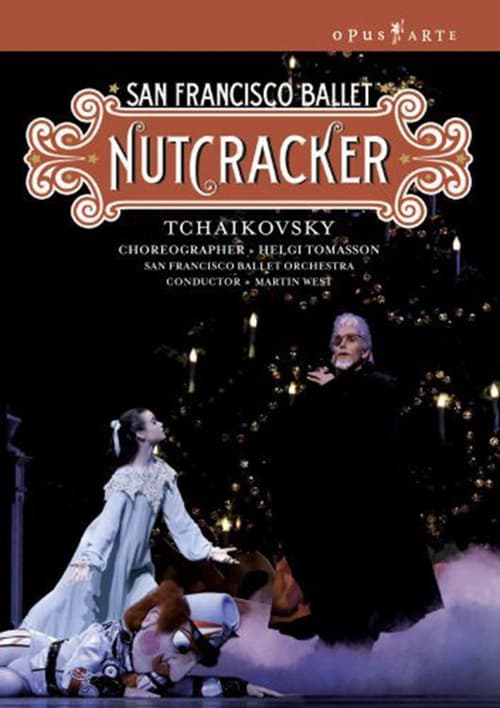 OPUS ARTE
SAN FRANCISCO BALLET
NUTCRACKER
TCHAIKOVSKY
CHOREOGRAPHER • HELGI TOMASSON
SAN FRANCISCO BALLET ORCHESTRA
CONDUCTOR • MARTIN WEST